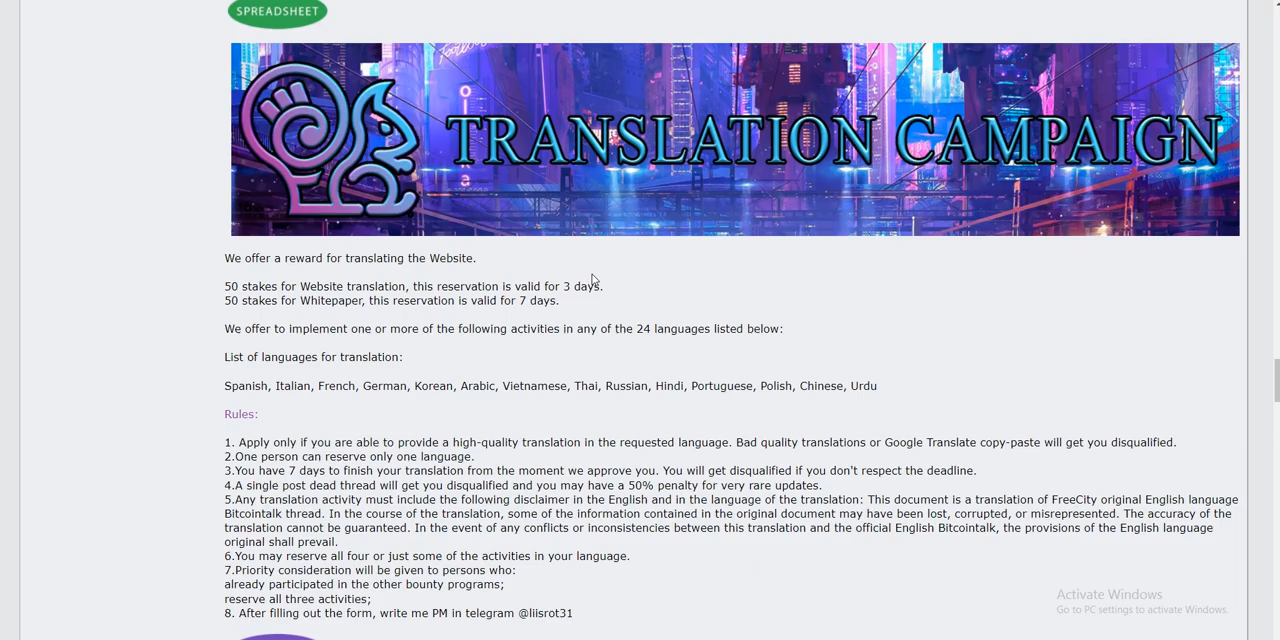 SPREADSHEET
TRANSLATION CAMPAIGN
We offer a reward for translating the Website.
50 stakes for Website translation, this reservation is valid for 3 days.
50 stakes for Whitepaper, this reservation is valid for 7 days.
We offer to implement one or more of the following activities in any of the 24 languages listed below:
List of languages for translation:
Spanish, Italian, French, German, Korean, Arabic, Vietnamese, Thai, Russian, Hindi, Portuguese, Polish, Chinese, Urdu
Rules:
1. Apply only if you are able to provide a high-quality translation in the requested language. Bad quality translations or Google Translate copy-paste will get you disqualified.
2.One person can reserve only one language.
3.You have 7 days to finish your translation from the moment we approve you. You will get disqualified if you don't respect the deadline.
4.A single post dead thread will get you disqualified and you may have a 50% penalty for very rare updates.
5.Any translation activity must include the following disclaimer in the English and in the language of the translation: This document is a translation of FreeCity original English language
Bitcointalk thread. In the course of the translation, some of the information contained in the original document may have been lost, corrupted, or misrepresented. The accuracy of the
translation cannot be guaranteed. In the event of any conflicts or inconsistencies between this translation and the official English Bitcointalk, the provisions of the English language
original shall prevail.
6.You may reserve all four or just some of the activities in your language.
7.Priority consideration will be given to persons who:
already participated in the other bounty programs;
reserve all three activities;
8. After filling out the form, write me PM in telegram @liisrot31
Activate Windows
Go to PC settings to activate Windows.